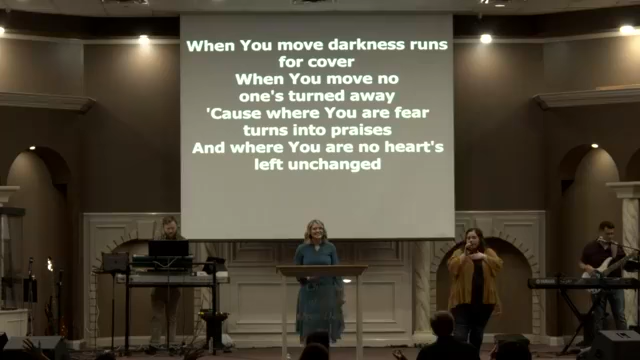 When You move darkness runs
for cover
When You move no
one's turned away
'Cause where You are fear
turns into praises
And where You are no heart's
left unchanged